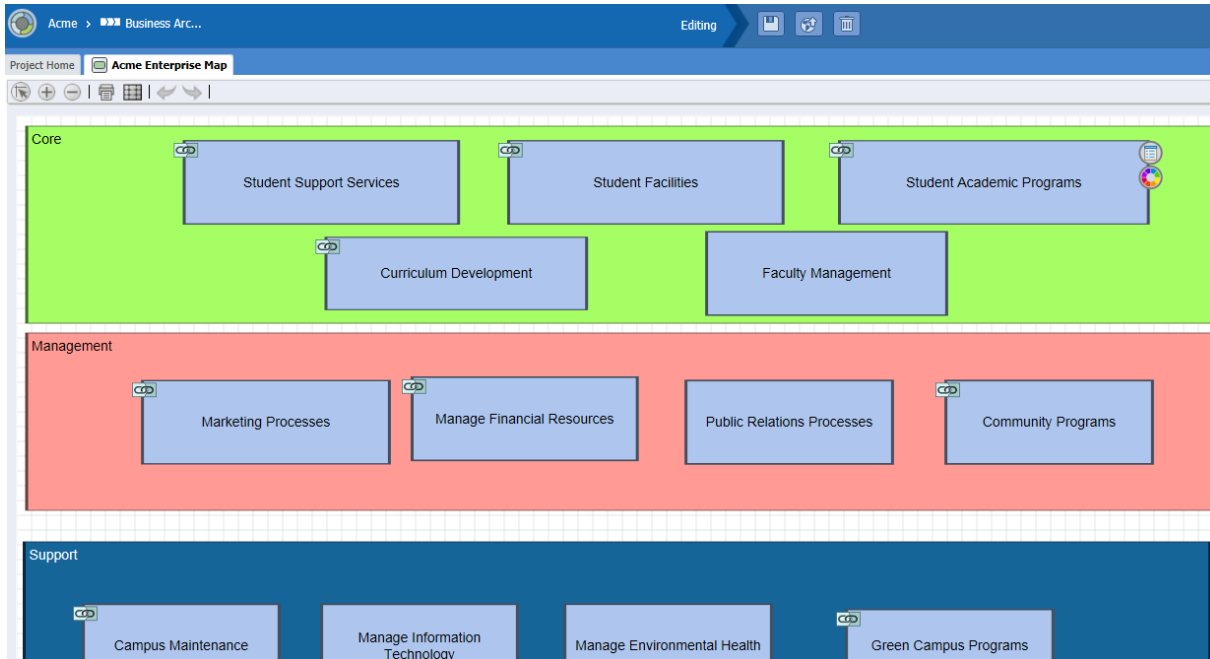 Acme > Business Arc...
Editing
Project Home
Acme Enterprise Map
Core
Student Support Services
Student Facilities
Student Academic Programs
Curriculum Development
Faculty Management
Management
Marketing Processes
Manage Financial Resources
Public Relations Processes
Community Programs
Support
Campus Maintenance
Manage Information
Technology
Manage Environmental Health
Green Campus Programs